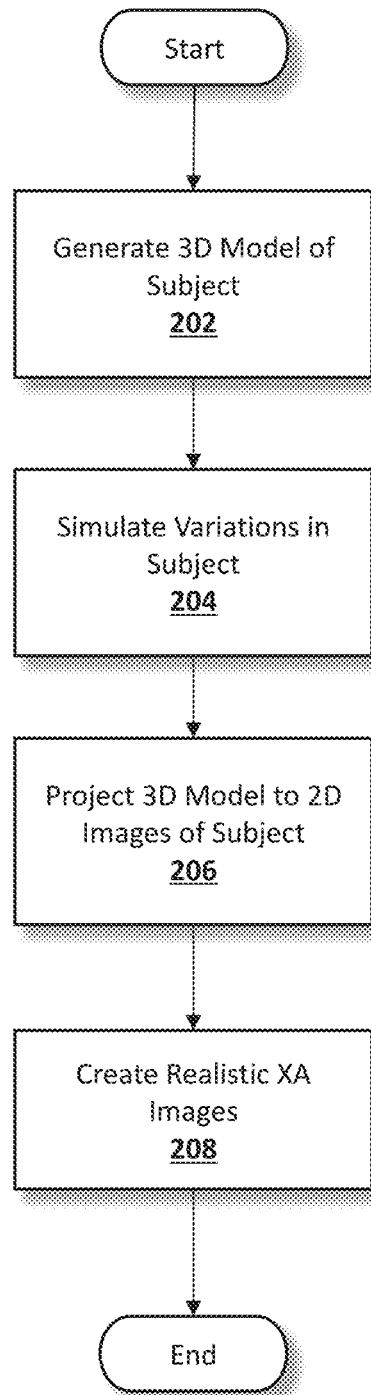 Start
Generate 3D Model of
Subject
202
Simulate Variations in
Subject
204
Project 3D Model to 2D
Images of Subject
206
Create Realistic XA
Images
208
End